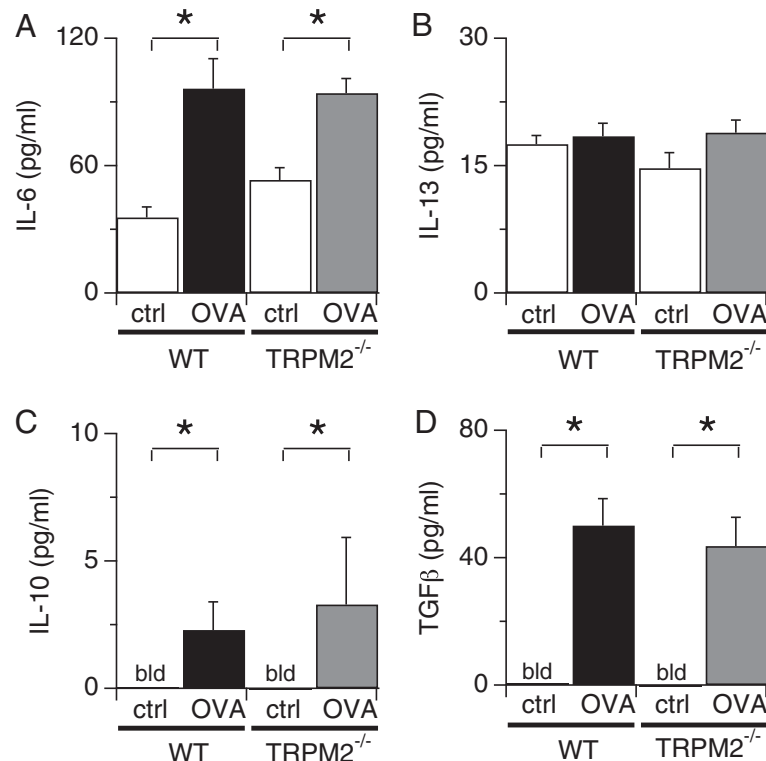 A
IL-6 (pg/ml)
120
60
0
*
*
ctrl OVA ctrl OVA
WT TRPM2-/-
B
IL-13 (pg/ml)
30
15
0
ctrl OVA ctrl OVA
WT TRPM2-/-
C
IL-10 (pg/ml)
10
5
0
*
*
bld bld
ctrl OVA ctrl OVA
WT TRPM2-/-
D
TGFβ (pg/ml)
80
40
0
*
*
bld bld
ctrl OVA ctrl OVA
WT TRPM2-/-